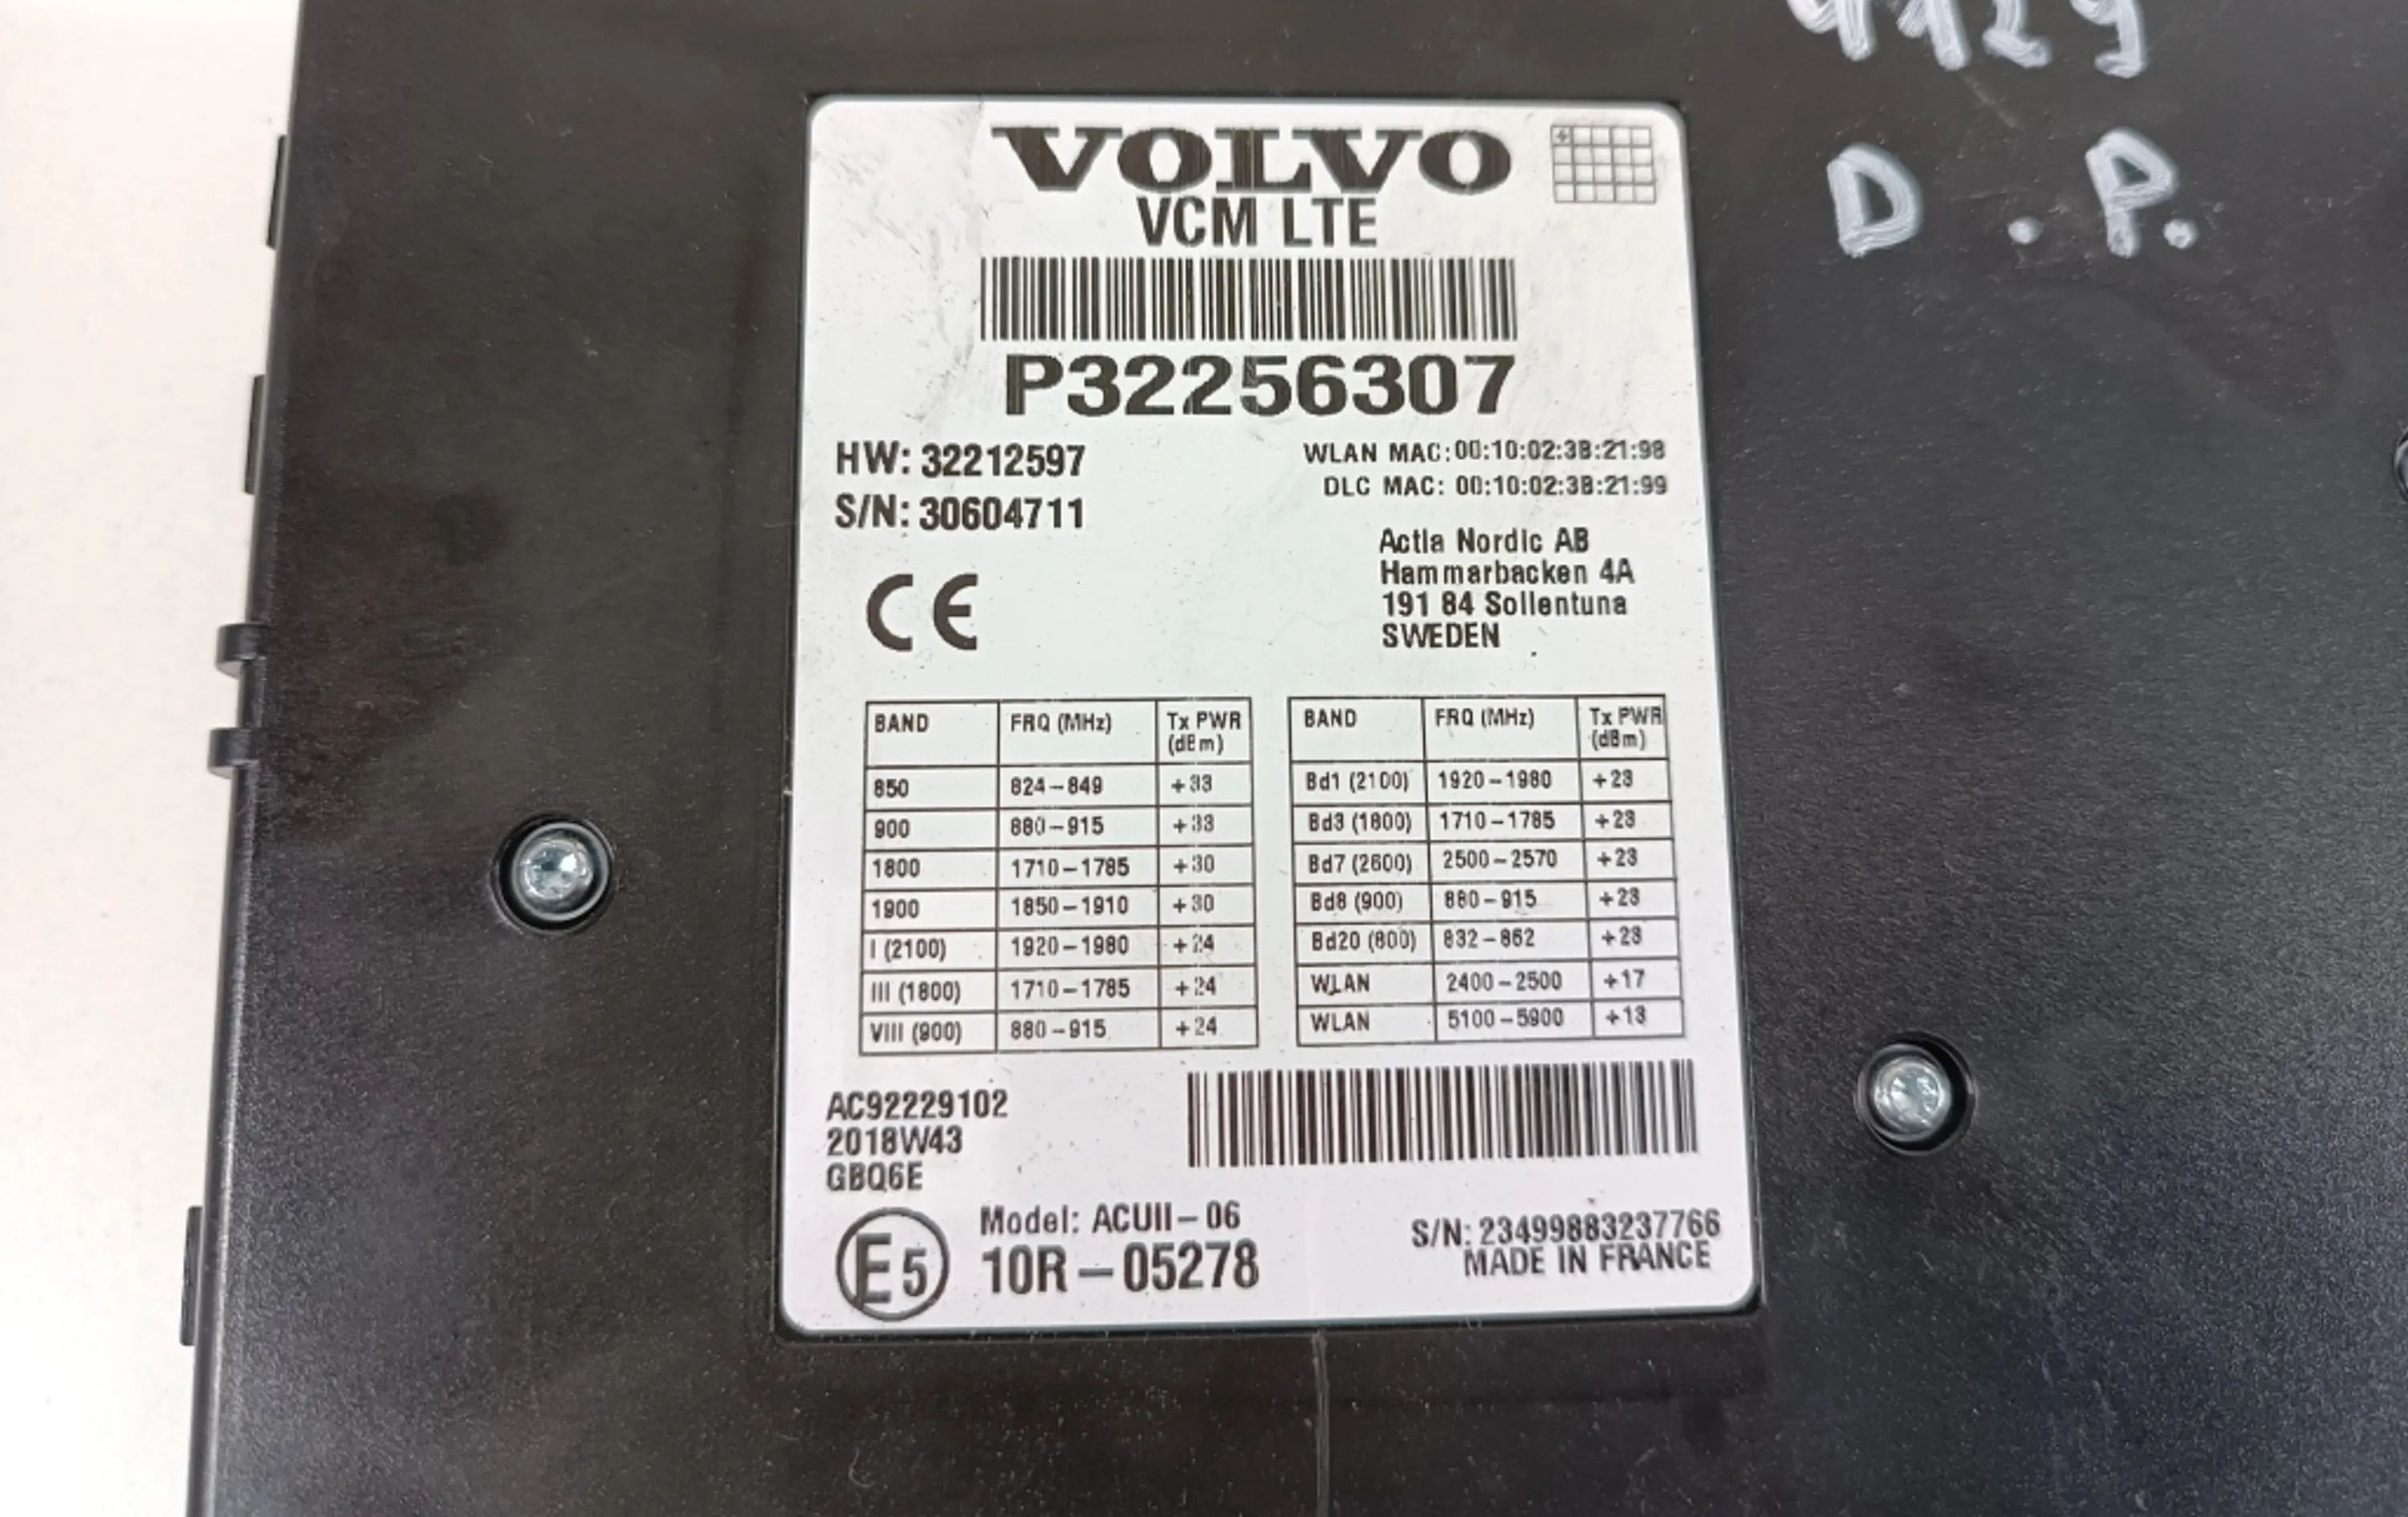 4129
D.P.
VOLVO
VCM LTE
P32256307
HW: 32212597
S/N: 30604711
WLAN MAC:00:10:02:3B:21:98
DLC MAC: 00:10:02:3B:21:99
Actia Nordic AB
Hammarbacken 4A
191 84 Sollentuna
SWEDEN
CE
BAND FRQ (MHz) Tx PWR (dBm)
850 824-849 +33
900 880-915 +33
1800 1710-1785 +30
1900 1850-1910 +30
I (2100) 1920-1980 +24
III (1800) 1710-1785 +24
VIII (900) 880-915 +24
BAND FRQ (MHz) Tx PWR (dBm)
Bd1 (2100) 1920-1980 +23
Bd3 (1800) 1710-1785 +23
Bd7 (2600) 2500-2570 +23
Bd8 (900) 880-915 +23
Bd20 (800) 832-862 +23
WLAN 2400-2500 +17
WLAN 5100-5900 +13
AC92229102
2018W43
GBQ6E
E5
Model: ACUII-06
10R-05278
S/N: 23499883237766
MADE IN FRANCE